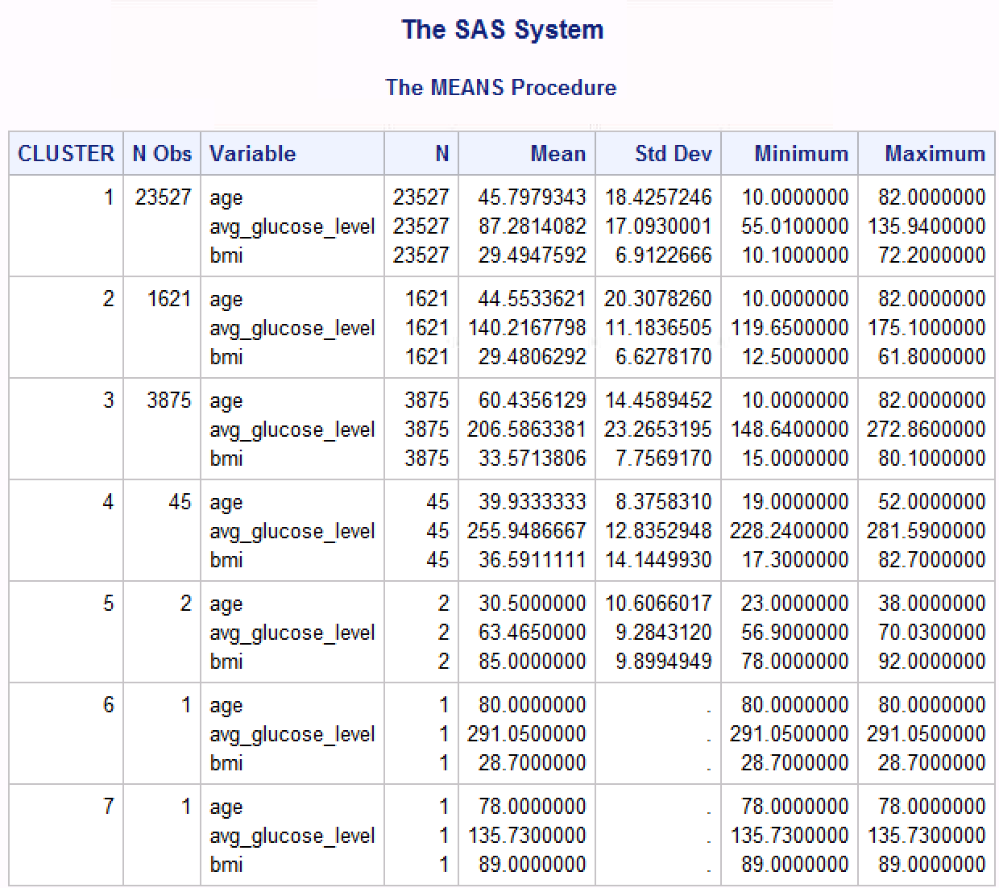 The SAS System
The MEANS Procedure
CLUSTER N Obs Variable N Mean Std Dev Minimum Maximum
1 23527 age 23527 45.7979343 18.4257246 10.0000000 82.0000000
avg_glucose_level 23527 87.2814082 17.0930001 55.0100000 135.9400000
bmi 23527 29.4947592 6.9122666 10.1000000 72.2000000
2 1621 age 1621 44.5533621 20.3078260 10.0000000 82.0000000
avg_glucose_level 1621 140.2167798 11.1836505 119.6500000 175.1000000
bmi 1621 29.4806292 6.6278170 12.5000000 61.8000000
3 3875 age 3875 60.4356129 14.4589452 10.0000000 82.0000000
avg_glucose_level 3875 206.5863381 23.2653195 148.6400000 272.8600000
bmi 3875 33.5713806 7.7569170 15.0000000 80.1000000
4 45 age 45 39.9333333 8.3758310 19.0000000 52.0000000
avg_glucose_level 45 255.9486667 12.8352948 228.2400000 281.5900000
bmi 45 36.5911111 14.1449930 17.3000000 82.7000000
5 2 age 2 30.5000000 10.6066017 23.0000000 38.0000000
avg_glucose_level 2 63.4650000 9.2843120 56.9000000 70.0300000
bmi 2 85.0000000 9.8994949 78.0000000 92.0000000
6 1 age 1 80.0000000 . 80.0000000 80.0000000
avg_glucose_level 1 291.0500000 . 291.0500000 291.0500000
bmi 1 28.7000000 . 28.7000000 28.7000000
7 1 age 1 78.0000000 . 78.0000000 78.0000000
avg_glucose_level 1 135.7300000 . 135.7300000 135.7300000
bmi 1 89.0000000 . 89.0000000 89.0000000